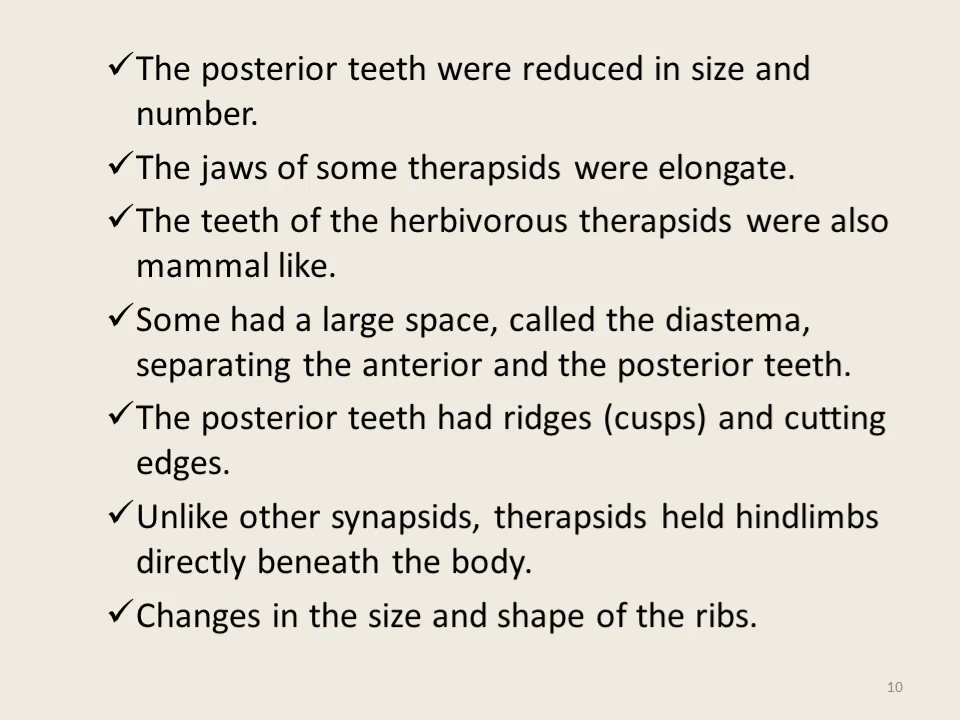 ✓The posterior teeth were reduced in size and
number.
✓The jaws of some therapsids were elongate.
✓The teeth of the herbivorous therapsids were also
mammal like.
✓Some had a large space, called the diastema,
separating the anterior and the posterior teeth.
✓The posterior teeth had ridges (cusps) and cutting
edges.
✓Unlike other synapsids, therapsids held hindlimbs
directly beneath the body.
✓Changes in the size and shape of the ribs.
10